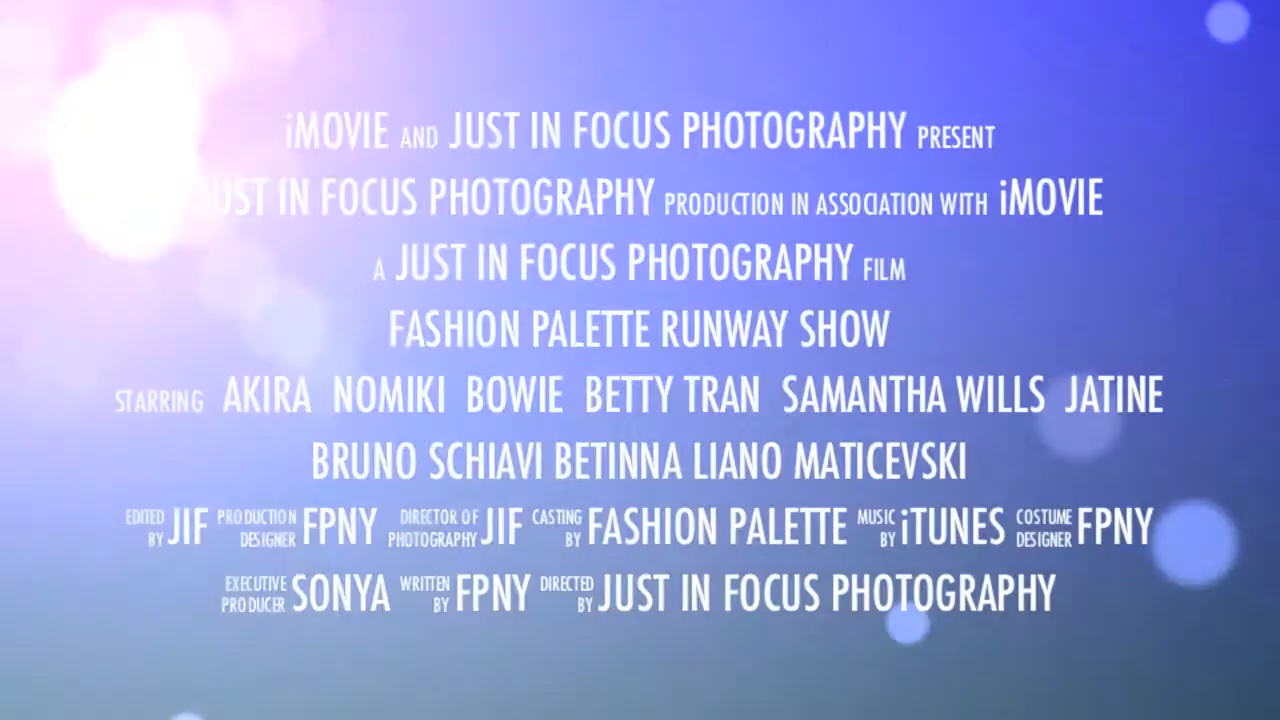 iMOVIE AND JUST IN FOCUS PHOTOGRAPHY PRESENT
JUST IN FOCUS PHOTOGRAPHY PRODUCTION IN ASSOCIATION WITH iMOVIE
A JUST IN FOCUS PHOTOGRAPHY FILM
FASHION PALETTE RUNWAY SHOW
STARRING AKIRA NOMIKI BOWIE BETTY TRAN SAMANTHA WILLS JATINE
BRUNO SCHIAVI BETINNA LIANO MATICEVSKI
EDITED BY JIF PRODUCTION DESIGNER FPNY DIRECTOR OF PHOTOGRAPHY JIF CASTING BY FASHION PALETTE MUSIC BY iTUNES COSTUME DESIGNER FPNY
EXECUTIVE PRODUCER SONYA WRITTEN BY FPNY DIRECTED BY JUST IN FOCUS PHOTOGRAPHY